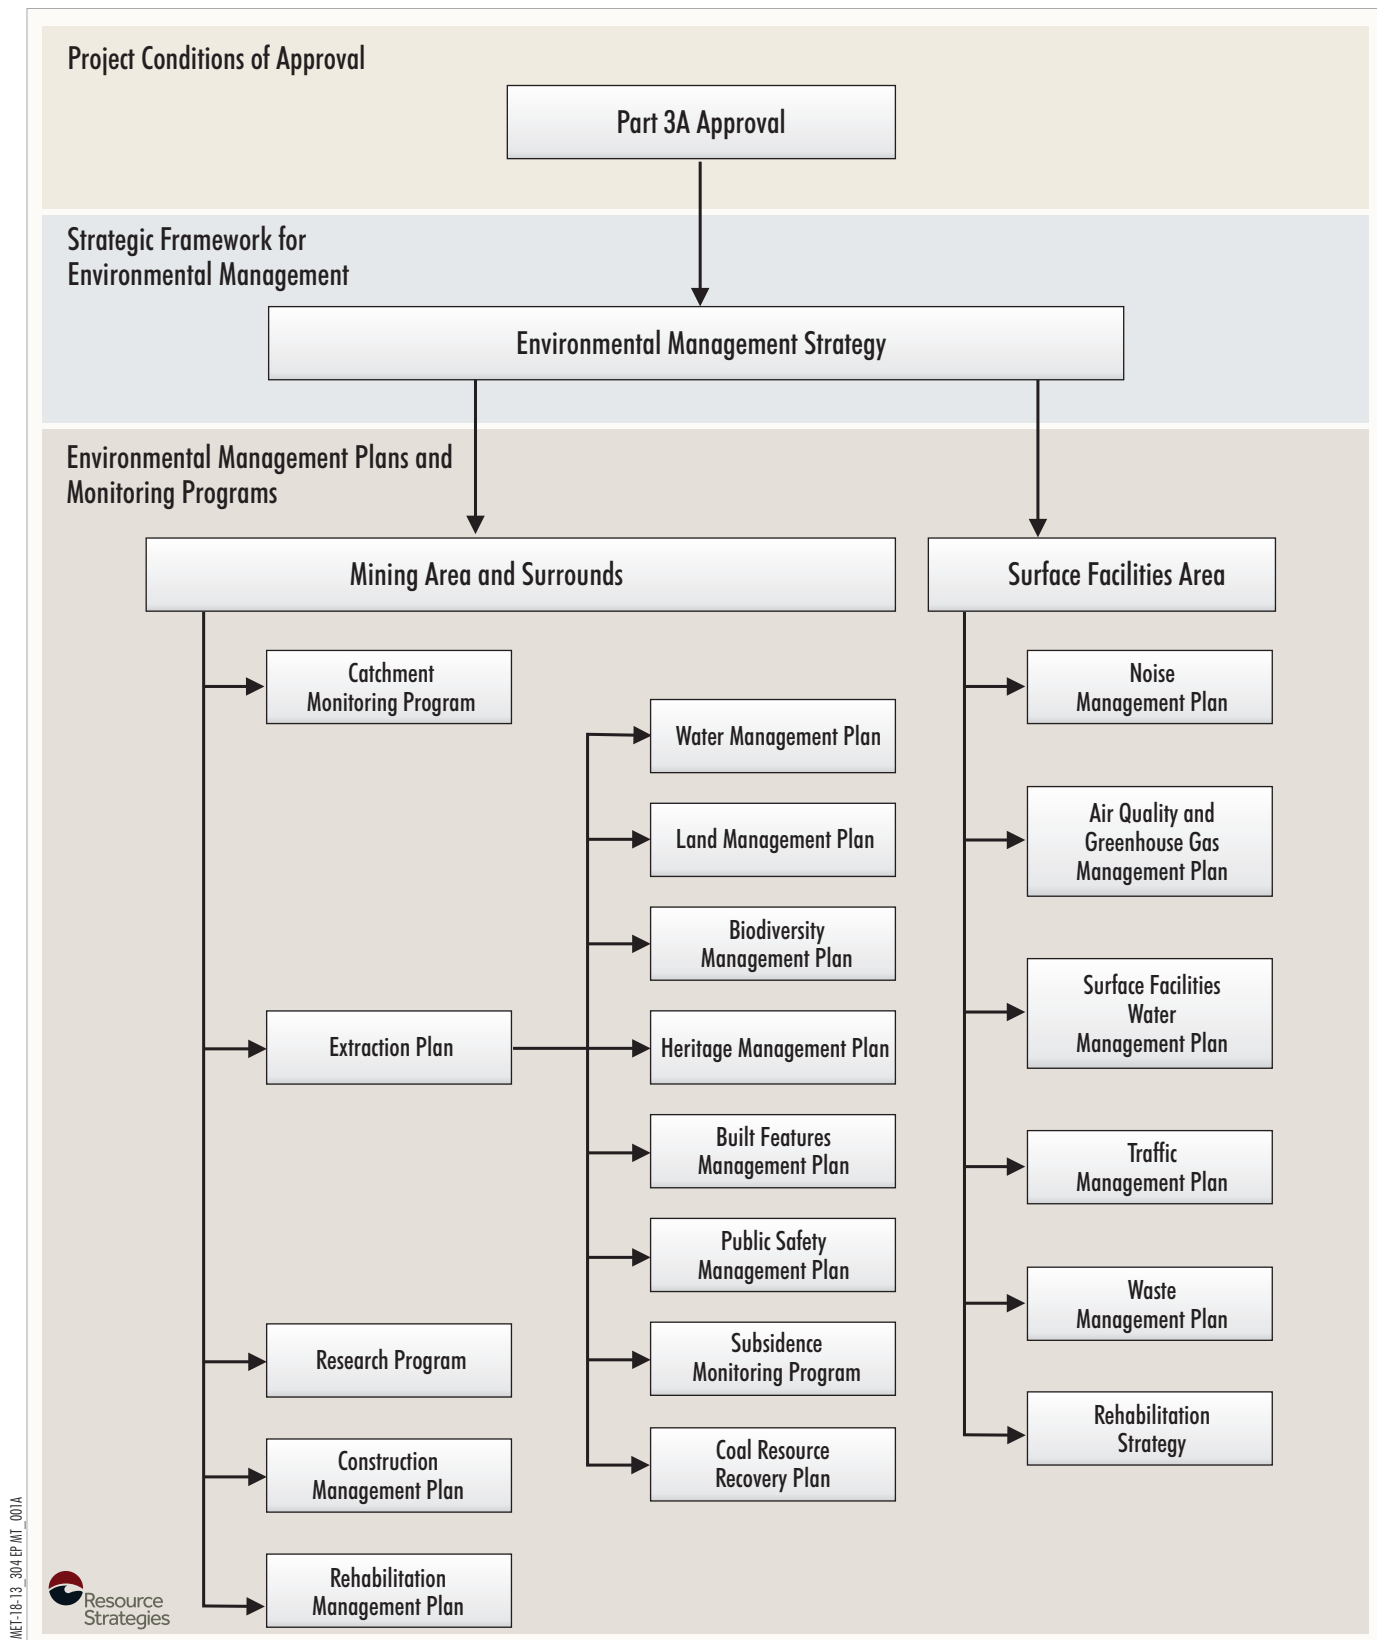 Project Conditions of Approval
Part 3A Approval
Strategic Framework for
Environmental Management
Environmental Management Strategy
Environmental Management Plans and
Monitoring Programs
Mining Area and Surrounds
Surface Facilities Area
Catchment
Monitoring Program
Extraction Plan
Research Program
Construction
Management Plan
Rehabilitation
Management Plan
Water Management Plan
Land Management Plan
Biodiversity
Management Plan
Heritage Management Plan
Built Features
Management Plan
Public Safety
Management Plan
Subsidence
Monitoring Program
Coal Resource
Recovery Plan
Noise
Management Plan
Air Quality and
Greenhouse Gas
Management Plan
Surface Facilities
Water
Management Plan
Traffic
Management Plan
Waste
Management Plan
Rehabilitation
Strategy
Resource
Strategies
MET-18-13_304 EP MT_001A